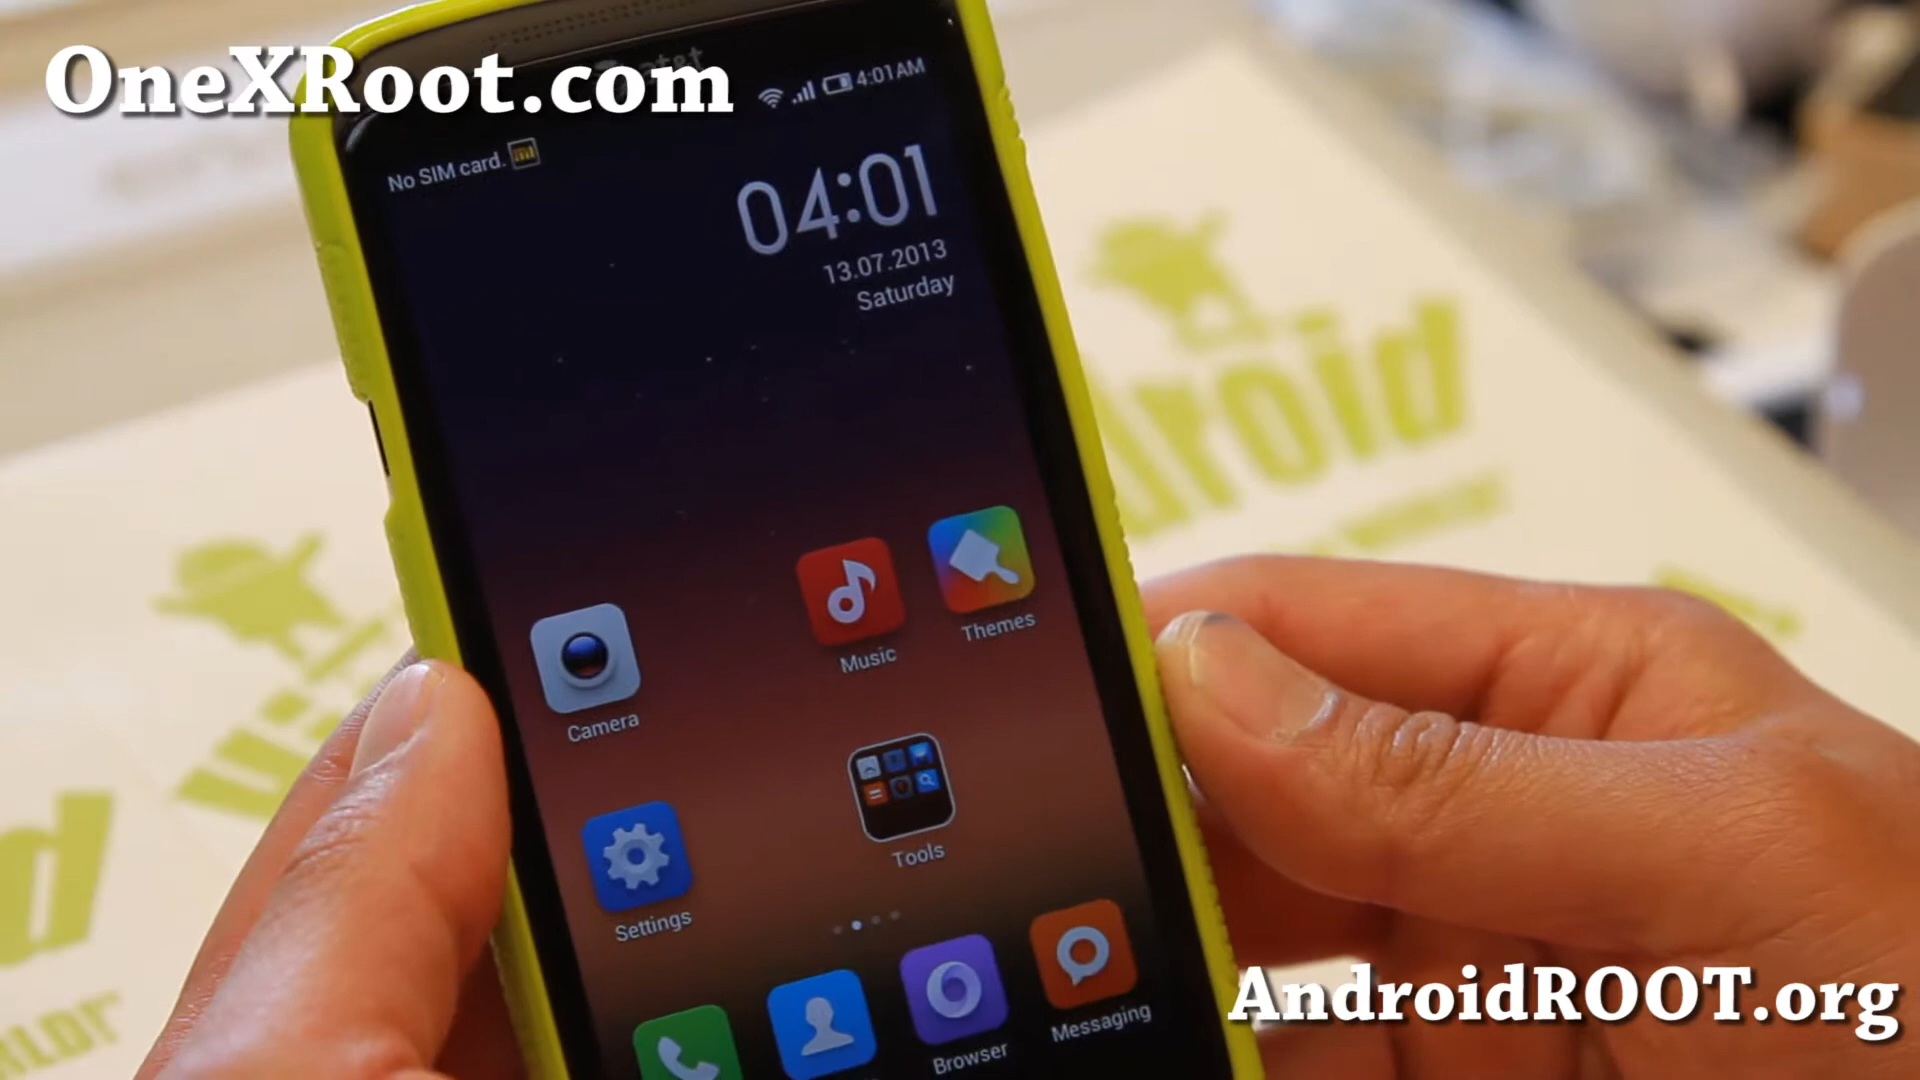 OneXRoot.com
at&t
4:01AM
No SIM card.
04:01
13.07.2013
Saturday
Music
Themes
Camera
Tools
Settings
Browser
Messaging
AndroidROOT.org